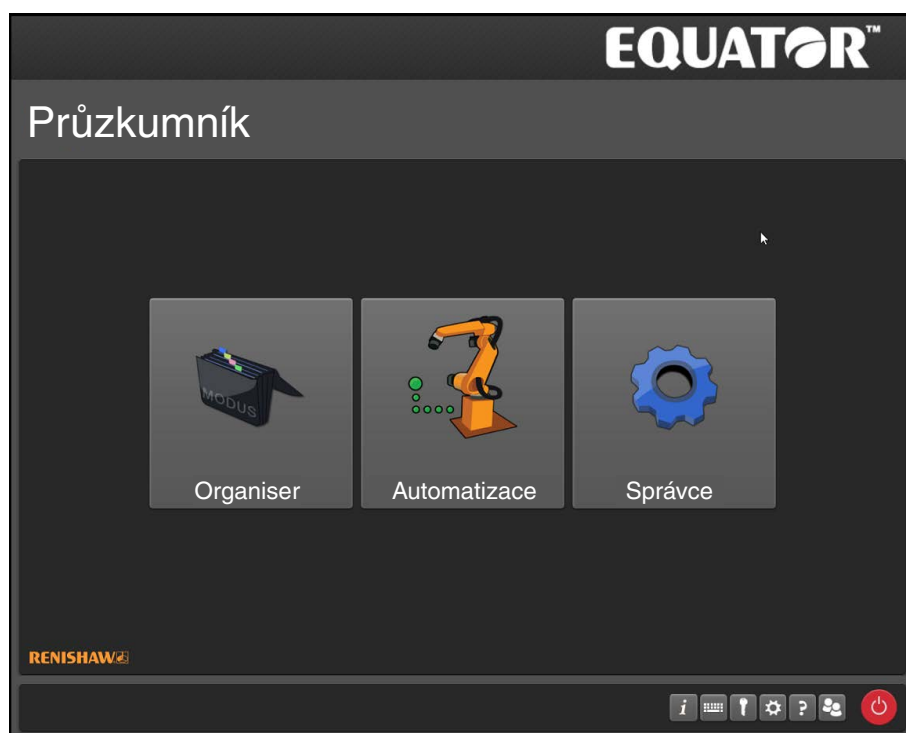 EQUATOR™
Průzkumník
MODUS
Organiser
Automatizace
Správce
RENISHAW